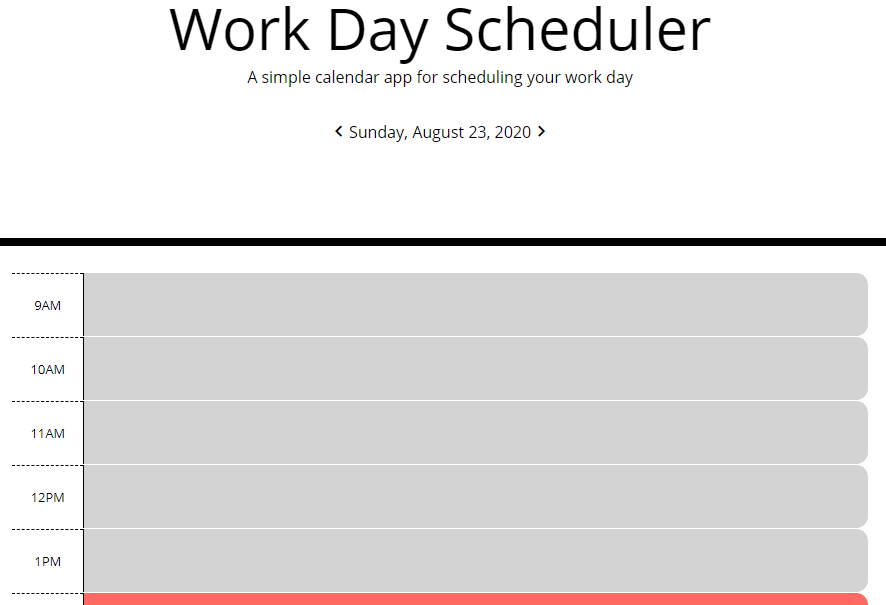 Work Day Scheduler
A simple calendar app for scheduling your work day
Sunday, August 23, 2020
9AM
10AM
11AM
12PM
1PM